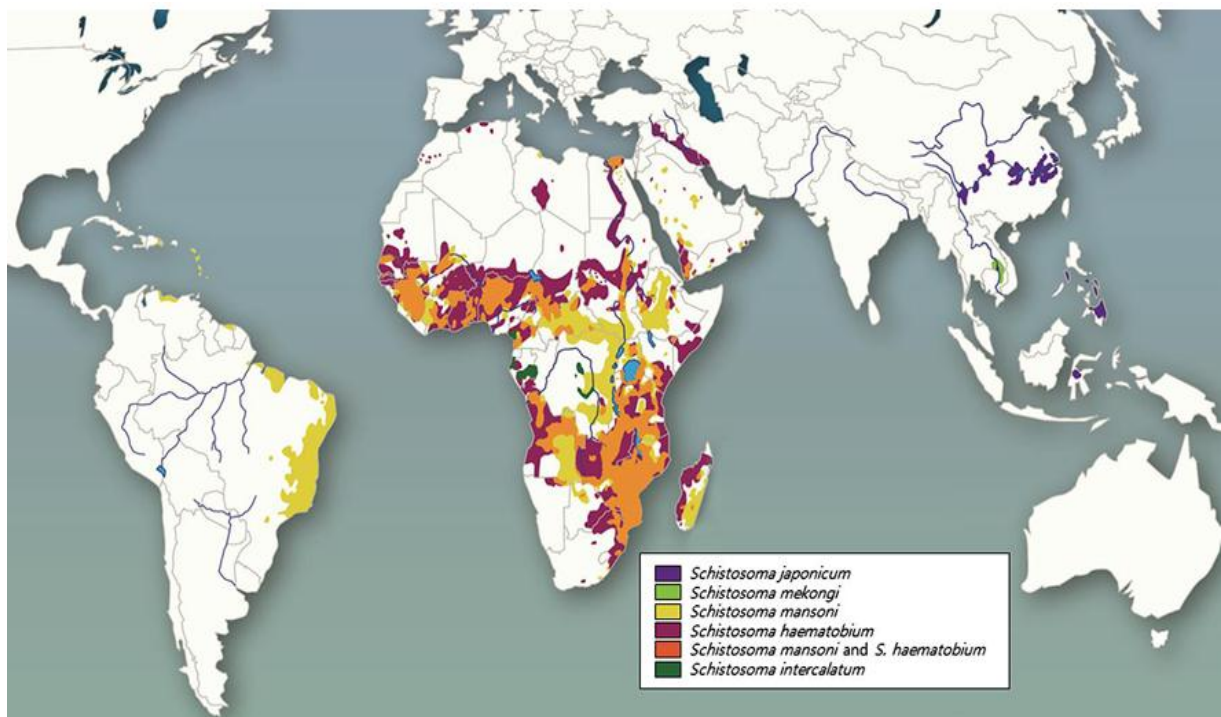 Schistosoma japonicum
Schistosoma mekongi
Schistosoma mansoni
Schistosoma haematobium
Schistosoma mansoni and S. haematobium
Schistosoma intercalatum